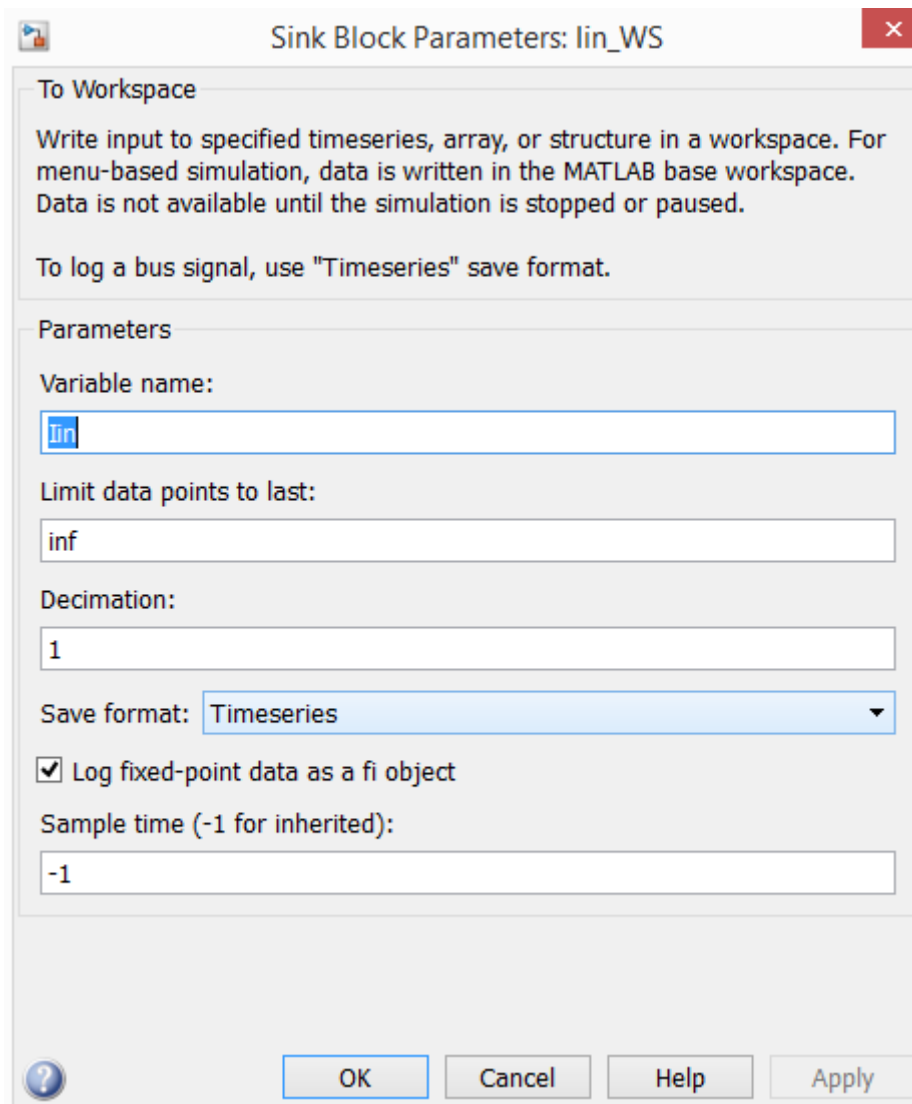 Sink Block Parameters: Iin_WS
To Workspace
Write input to specified timeseries, array, or structure in a workspace. For
menu-based simulation, data is written in the MATLAB base workspace.
Data is not available until the simulation is stopped or paused.
To log a bus signal, use "Timeseries" save format.
Parameters
Variable name:
Iin
Limit data points to last:
inf
Decimation:
1
Save format: Timeseries
Log fixed-point data as a fi object
Sample time (-1 for inherited):
-1
? OK Cancel Help Apply